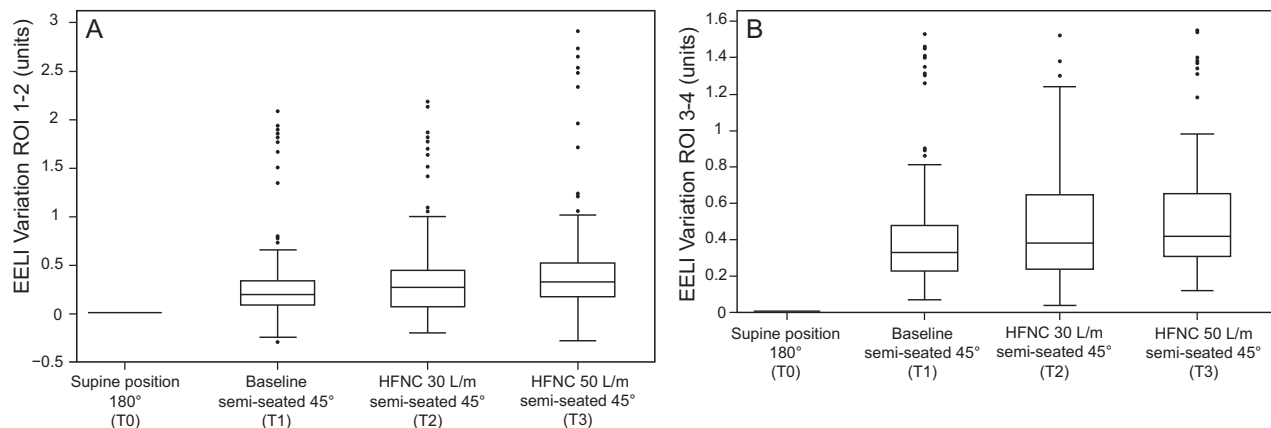 A
EELI Variation ROI 1-2 (units)
3
2.5
2
1.5
1
0.5
0
−0.5
Supine position
180°
(T0)
Baseline
semi-seated 45°
(T1)
HFNC 30 L/m
semi-seated 45°
(T2)
HFNC 50 L/m
semi-seated 45°
(T3)
B
EELI Variation ROI 3-4 (units)
1.6
1.4
1.2
1
0.8
0.6
0.4
0.2
0
Supine position
180°
(T0)
Baseline
semi-seated 45°
(T1)
HFNC 30 L/m
semi-seated 45°
(T2)
HFNC 50 L/m
semi-seated 45°
(T3)